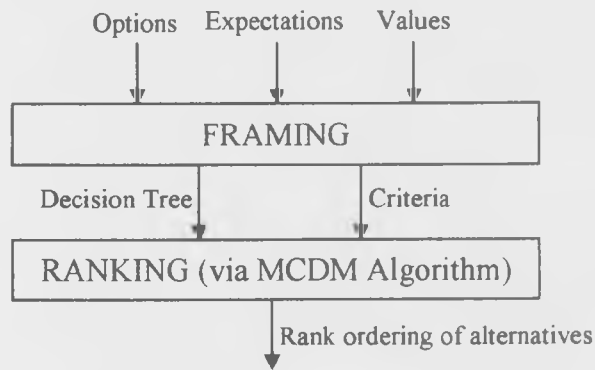 Options Expectations Values
FRAMING
Decision Tree Criteria
RANKING (via MCDM Algorithm)
Rank ordering of alternatives